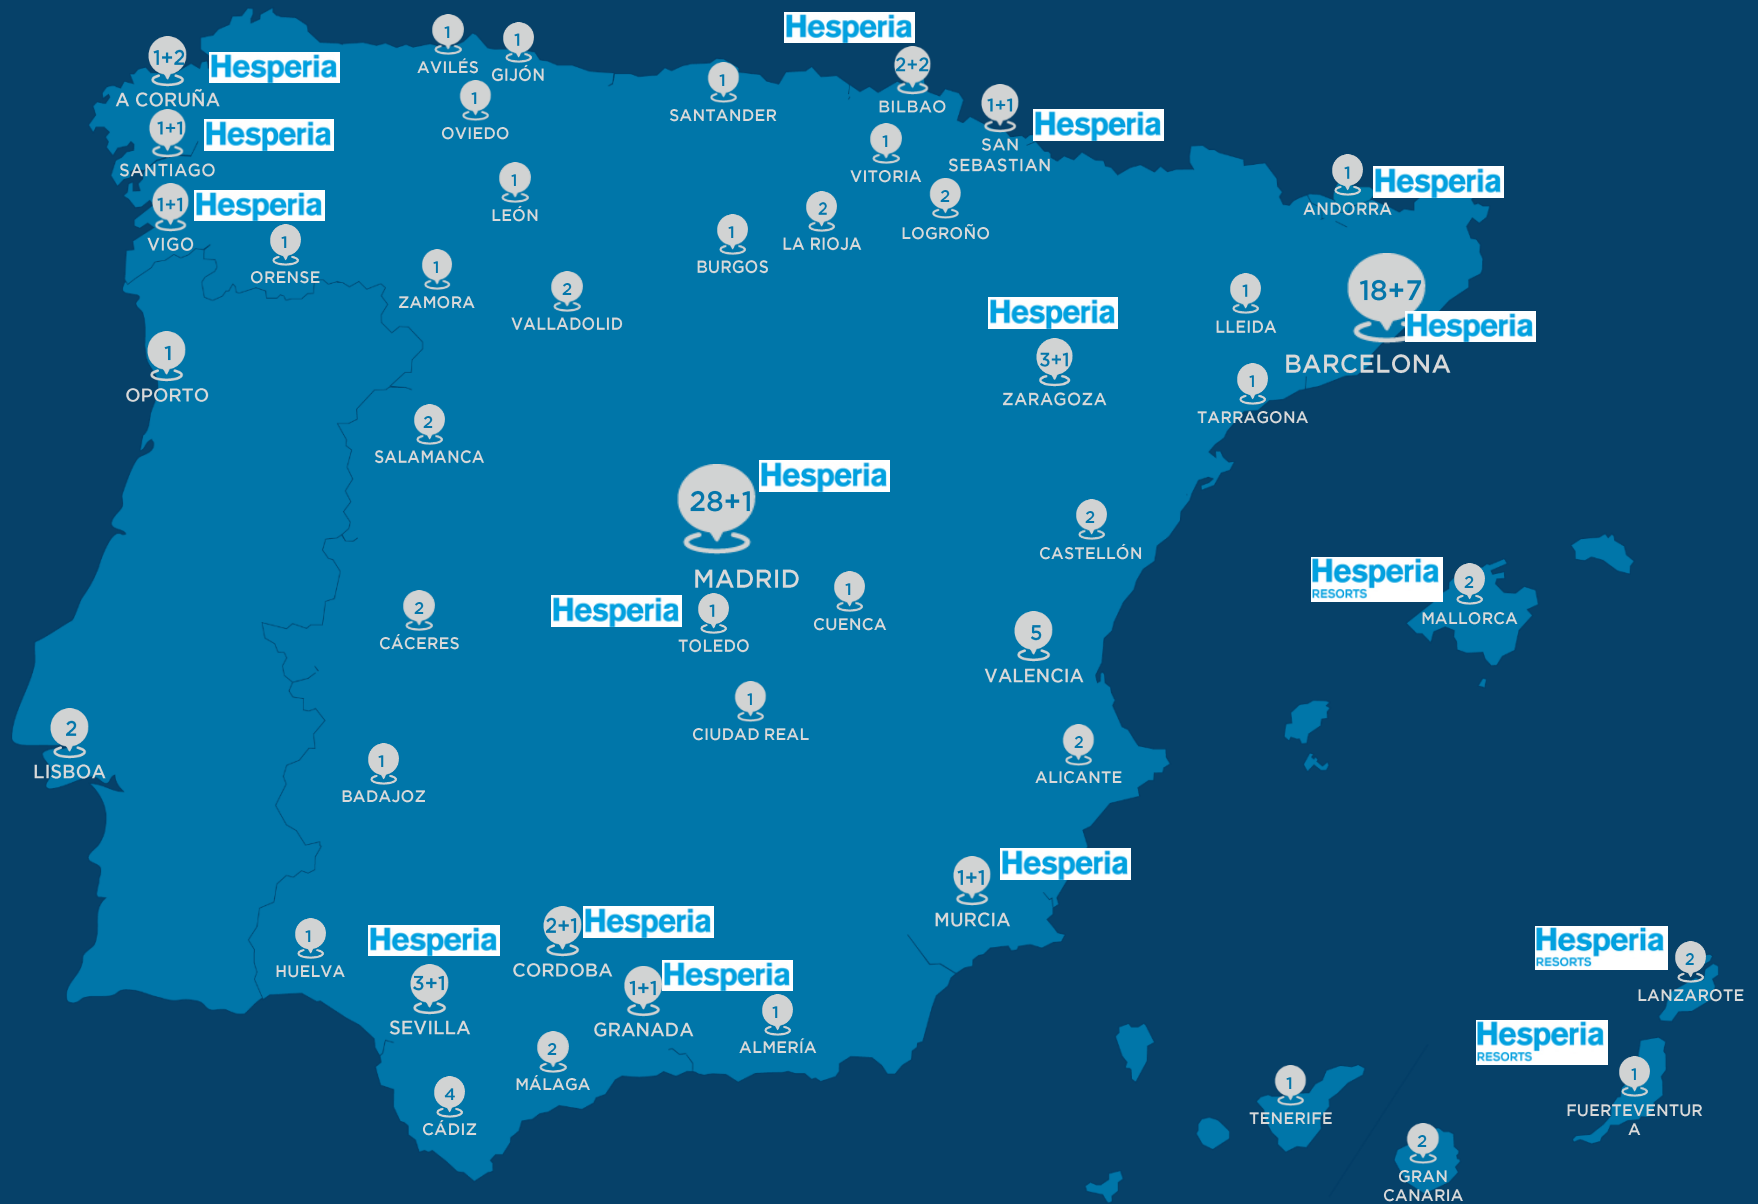 Hesperia
1
AVILÉS
1
GIJÓN
1+2
Hesperia
A CORUÑA
1
OVIEDO
1
SANTANDER
2+2
BILBAO
1+1
Hesperia
SAN
SEBASTIAN
1+1
Hesperia
SANTIAGO
1
VITORIA
1
Hesperia
ANDORRA
1
LEÓN
1+1
Hesperia
VIGO
2
LA RIOJA
2
LOGROÑO
1
ORENSE
1
BURGOS
1
ZAMORA
2
VALLADOLID
Hesperia
3+1
ZARAGOZA
1
LLEIDA
18+7
Hesperia
BARCELONA
1
OPORTO
1
TARRAGONA
2
SALAMANCA
28+1
Hesperia
MADRID
2
CASTELLÓN
Hesperia
RESORTS
2
MALLORCA
2
CÁCERES
Hesperia
1
TOLEDO
1
CUENCA
5
VALENCIA
1
CIUDAD REAL
2
LISBOA
1
BADAJOZ
2
ALICANTE
1+1
Hesperia
MURCIA
1
HUELVA
Hesperia
3+1
SEVILLA
2+1
Hesperia
CORDOBA
1+1
Hesperia
GRANADA
1
ALMERÍA
Hesperia
RESORTS
2
LANZAROTE
2
MÁLAGA
4
CÁDIZ
Hesperia
RESORTS
1
FUERTEVENTUR
A
1
TENERIFE
2
GRAN
CANARIA